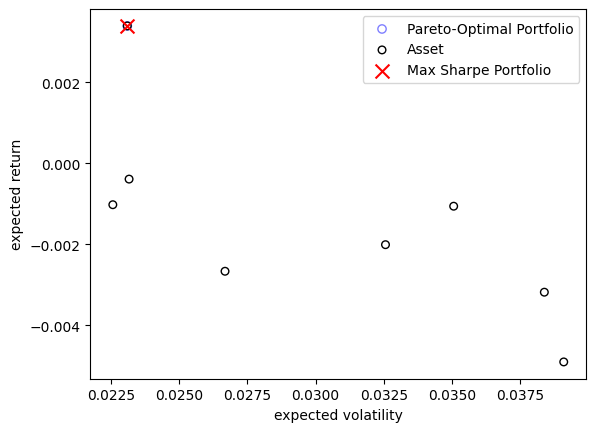 Pareto-Optimal Portfolio
Asset
Max Sharpe Portfolio
0.002
0.000
−0.002
−0.004
expected return
0.0225 0.0250 0.0275 0.0300 0.0325 0.0350 0.0375
expected volatility